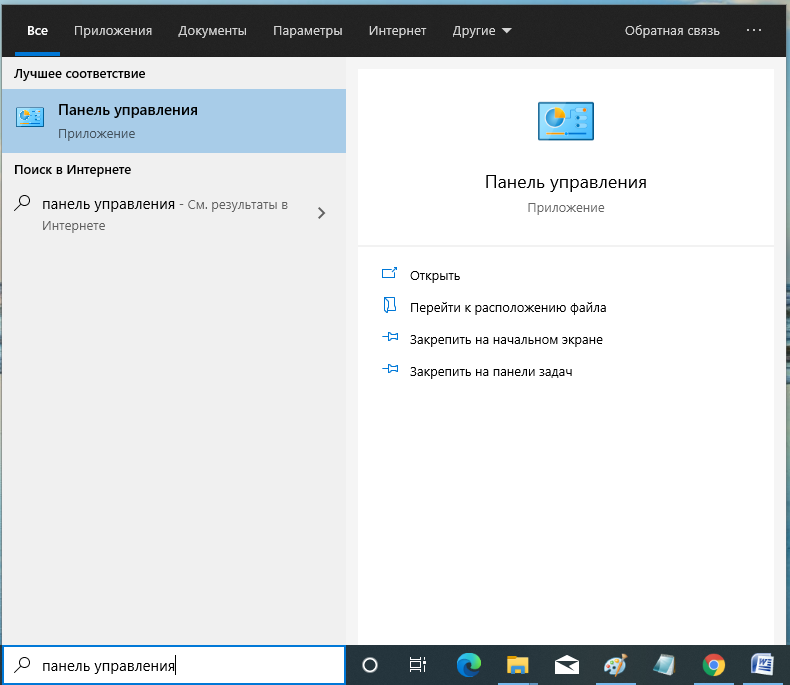 Все Приложения Документы Параметры Интернет Другие Обратная связь ...
Лучшее соответствие
Панель управления
Приложение
Поиск в Интернете
панель управления - См. результаты в
Интернете
Панель управления
Приложение
Открыть
Перейти к расположению файла
Закрепить на начальном экране
Закрепить на панели задач
панель управления